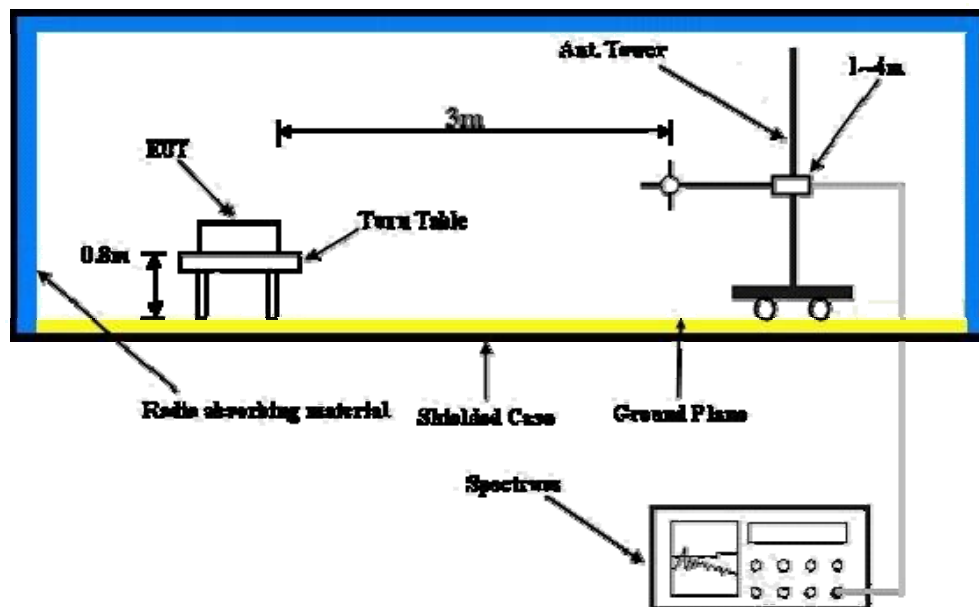 Ant. Tower
1~4m
3m
EUT
Turn Table
0.8m
Radio absorbing material
Shielded Case
Ground Plane
Spectrum